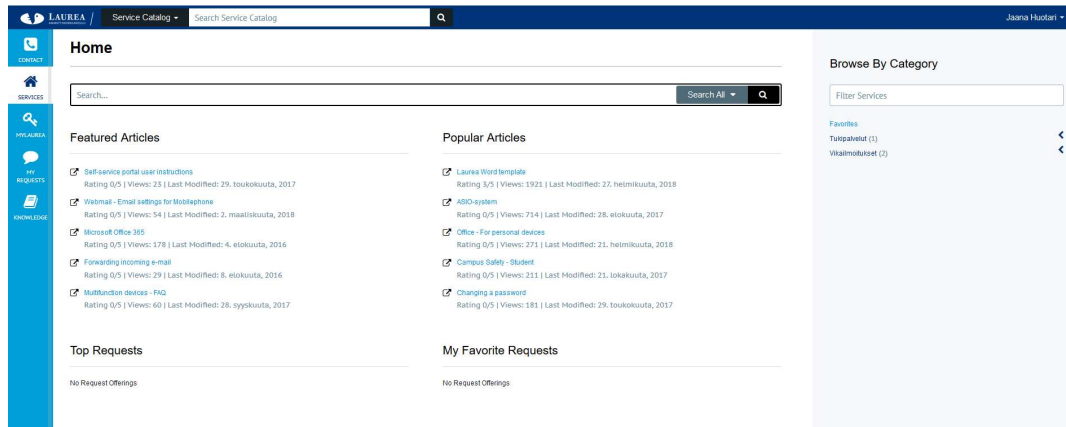 LAUREA
Service Catalog
Search Service Catalog
Jaana Huotari
CONTACT
SERVICES
MYLAUREA
MY REQUESTS
KNOWLEDGE
Home
Search...
Search All
Featured Articles
Self-service portal user instructions
Rating 0/5 | Views: 23 | Last Modified: 29. toukokuuta, 2017
Webmail - Email settings for Mobilephone
Rating 0/5 | Views: 54 | Last Modified: 2. maaliskuuta, 2018
Microsoft Office 365
Rating 0/5 | Views: 178 | Last Modified: 4. elokuuta, 2016
Forwarding incoming e-mail
Rating 0/5 | Views: 29 | Last Modified: 8. elokuuta, 2016
Multifunction devices - FAQ
Rating 0/5 | Views: 60 | Last Modified: 28. syyskuuta, 2017
Popular Articles
Laurea Word template
Rating 3/5 | Views: 1921 | Last Modified: 27. helmikuuta, 2018
ASIO-system
Rating 0/5 | Views: 714 | Last Modified: 28. elokuuta, 2017
Office - For personal devices
Rating 0/5 | Views: 271 | Last Modified: 21. helmikuuta, 2018
Campus Safety - Student
Rating 0/5 | Views: 211 | Last Modified: 21. lokakuuta, 2017
Changing a password
Rating 0/5 | Views: 181 | Last Modified: 29. toukokuuta, 2017
Top Requests
No Request Offerings
My Favorite Requests
No Request Offerings
Browse By Category
Filter Services
Favorites
Tukipalvelut (1)
Vikailmoitukset (2)